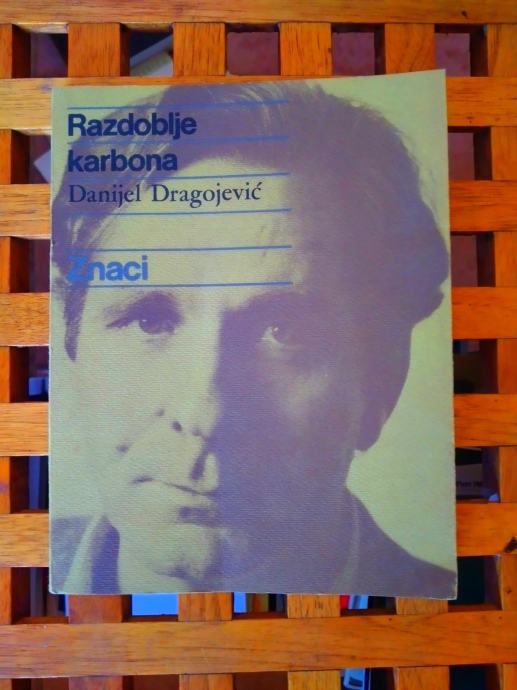 Razdoblje
karbona
Danijel Dragojević
Znaci